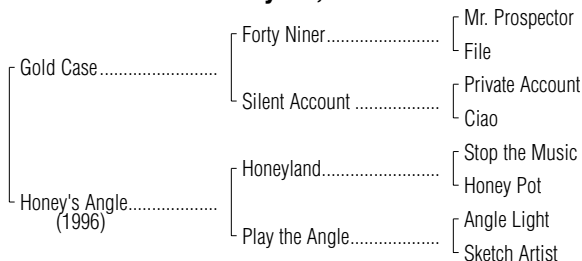 Mr. Prospector
Forty Niner........................
File
Gold Case.........................
Private Account
Silent Account ..................
Ciao
Stop the Music
Honeyland.........................
Honey Pot
Honey's Angle...................
(1996)
Angle Light
Play the Angle...................
Sketch Artist